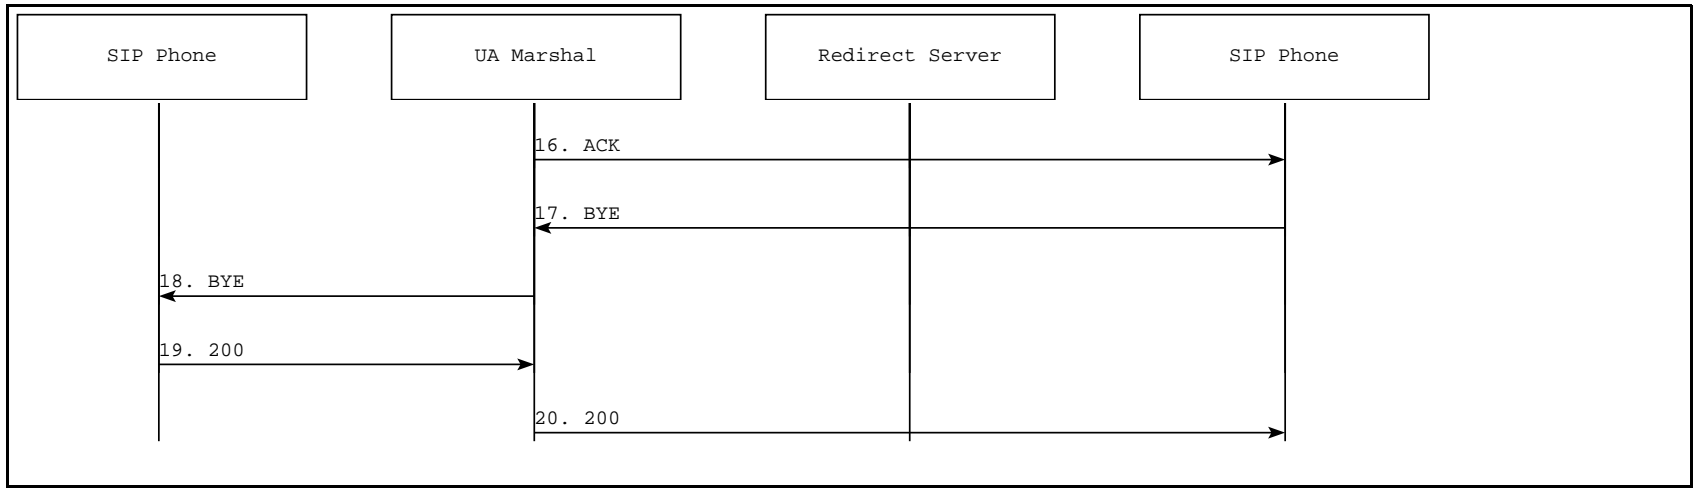 SIP Phone
UA Marshal
Redirect Server
SIP Phone
16. ACK
17. BYE
18. BYE
19. 200
20. 200